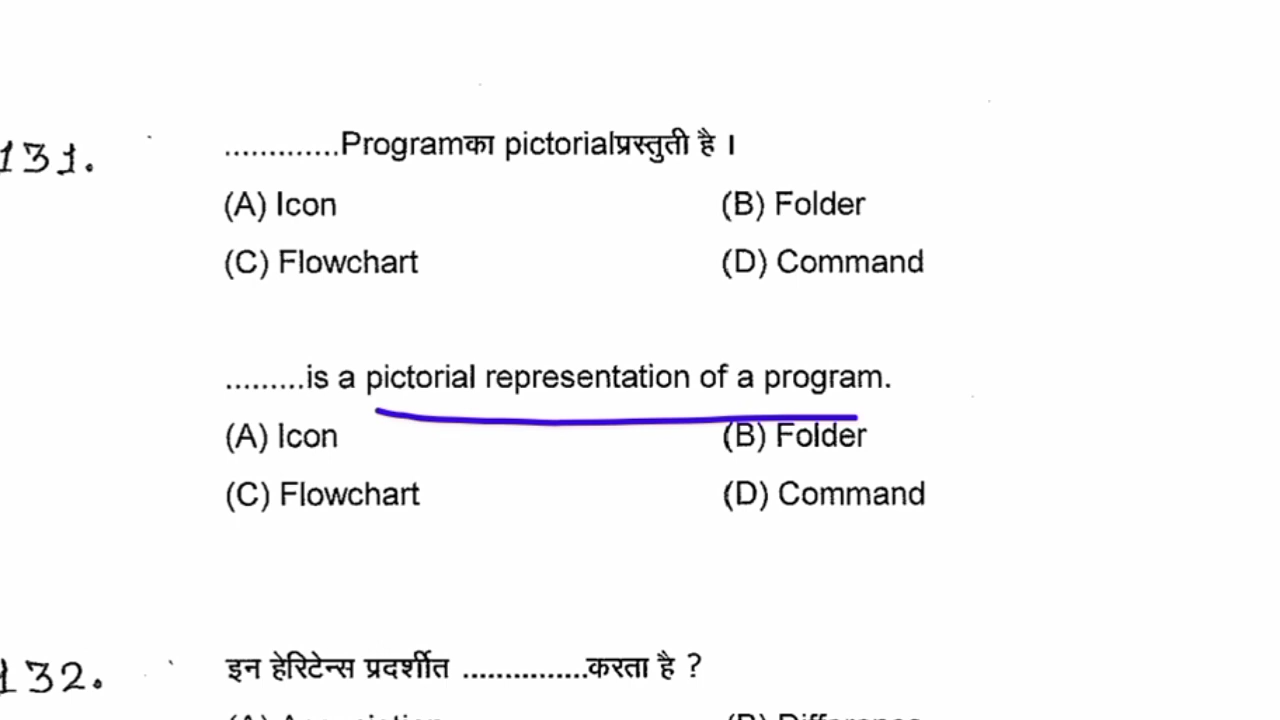 131. .............Programका pictorialप्रस्तुती है ।
(A) Icon (B) Folder
(C) Flowchart (D) Command
.........is a pictorial representation of a program.
(A) Icon (B) Folder
(C) Flowchart (D) Command
132. इन हेरिटेन्स प्रदर्शीत ...............करता है ?